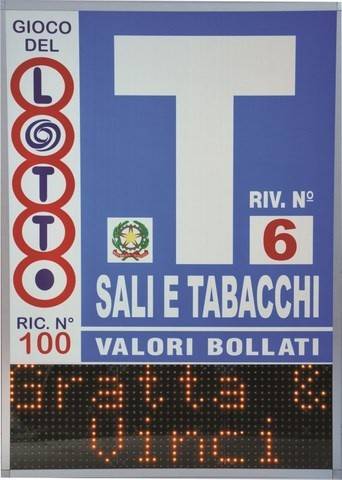 GIOCO
DEL
LOTTO
RIC. N°
100
T
RIV. N°
6
SALI E TABACCHI
VALORI BOLLATI
Gratta &
Vinci